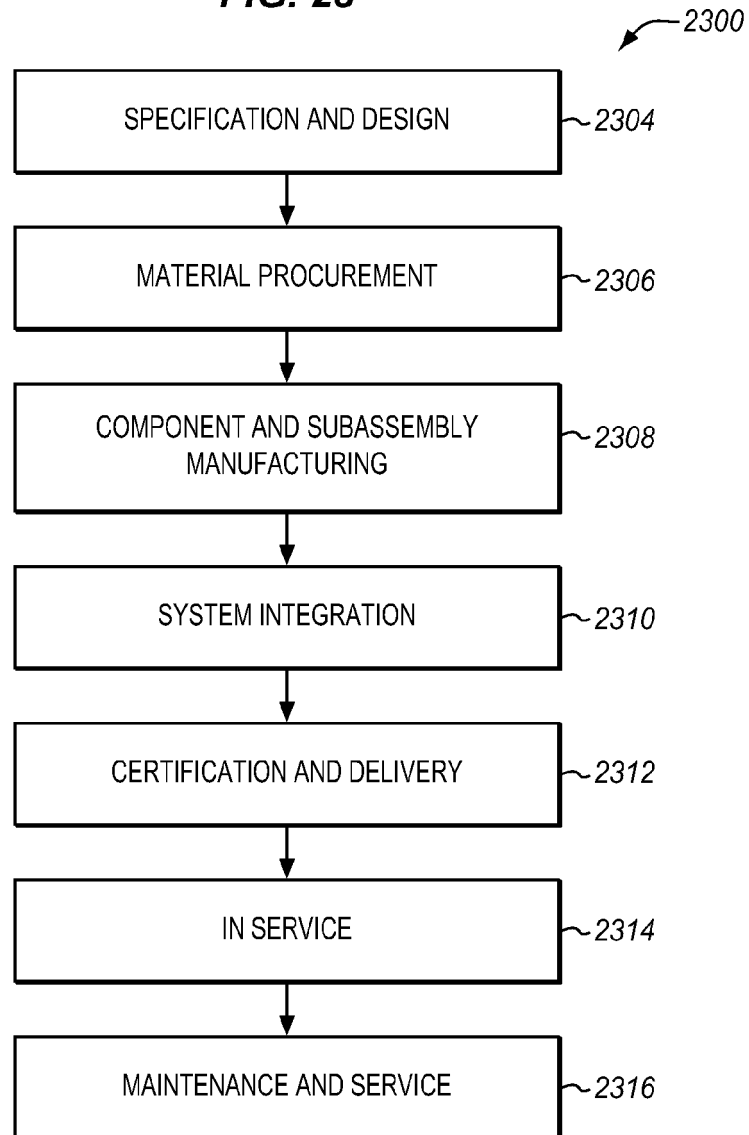 FIG.
2300
SPECIFICATION AND DESIGN 2304
MATERIAL PROCUREMENT 2306
COMPONENT AND SUBASSEMBLY
MANUFACTURING 2308
SYSTEM INTEGRATION 2310
CERTIFICATION AND DELIVERY 2312
IN SERVICE 2314
MAINTENANCE AND SERVICE 2316